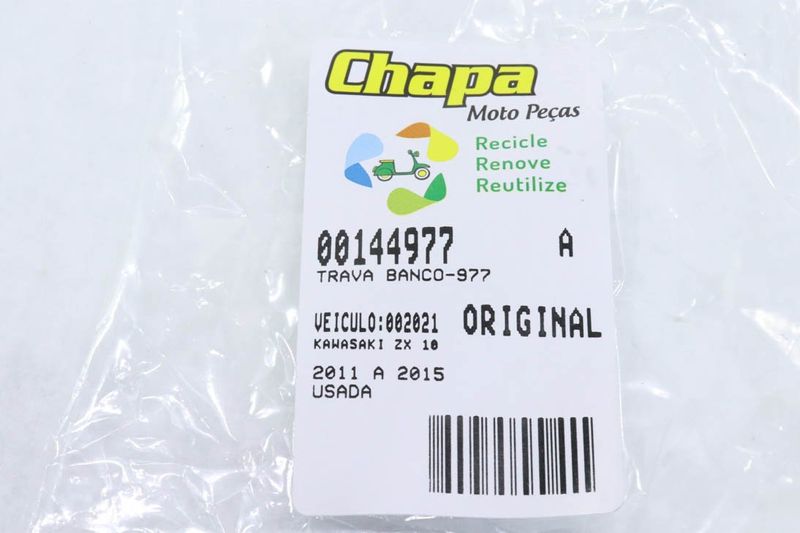 Chapa
Moto Peças
Recicle
Renove
Reutilize
00144977 A
TRAVA BANCO-977
VEICULO:002021 ORIGINAL
KAWASAKI ZX 10
2011 A 2015
USADA